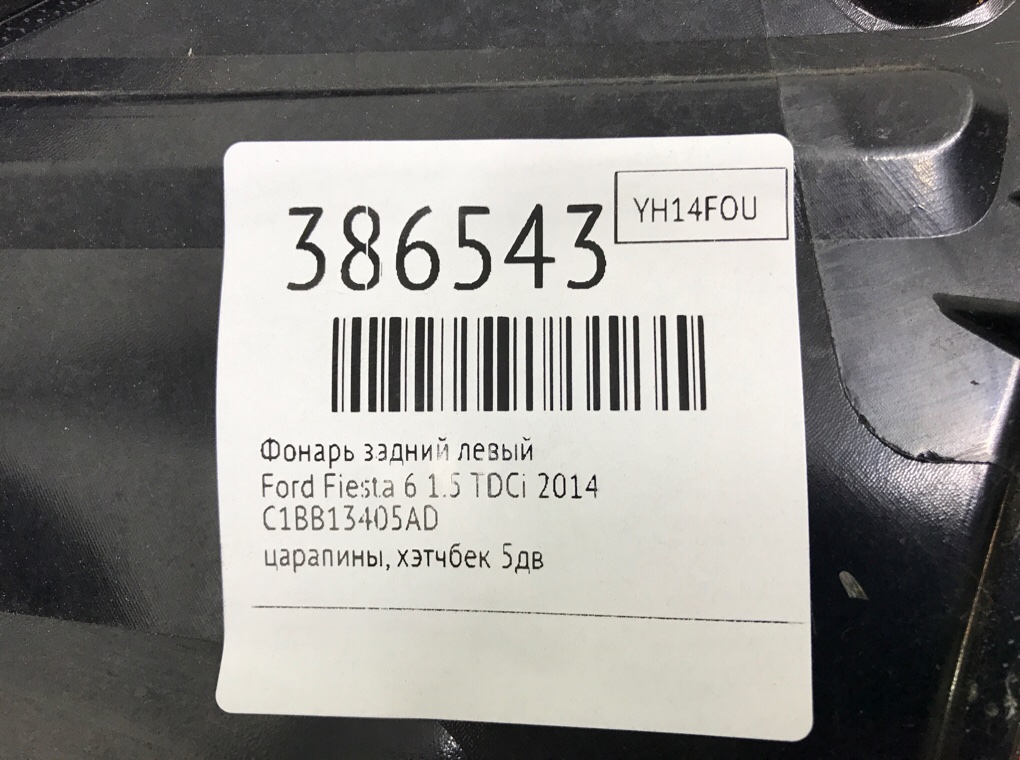 386543
YH14FOU
Фонарь задний левый
Ford Fiesta 6 1.5 TDCi 2014
C1BB13405AD
царапины, хэтчбек 5дв